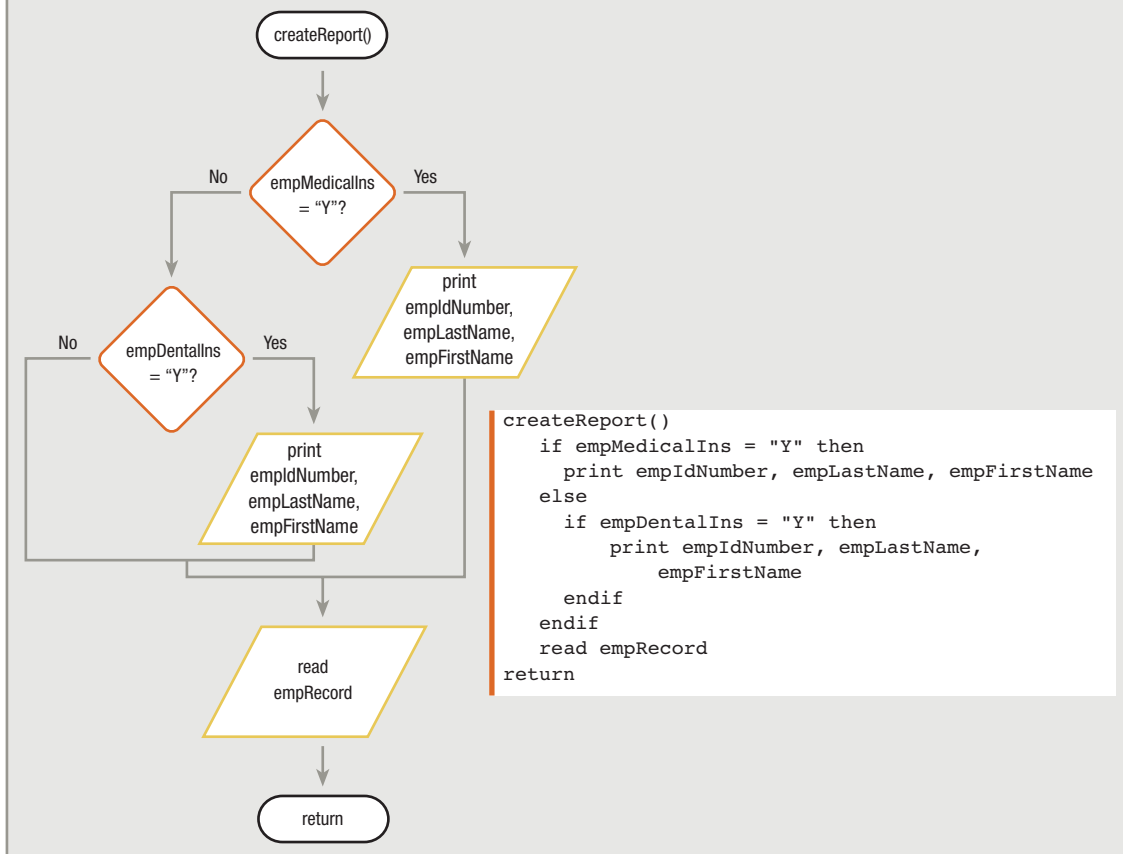 createReport()
No
empMedicalIns
= “Y”?
Yes
print
empIdNumber,
empLastName,
empFirstName
No
empDentalIns
= “Y”?
Yes
print
empIdNumber,
empLastName,
empFirstName
read
empRecord
return
createReport()
if empMedicalIns = "Y" then
print empIdNumber, empLastName, empFirstName
else
if empDentalIns = "Y" then
print empIdNumber, empLastName,
empFirstName
endif
endif
read empRecord
return